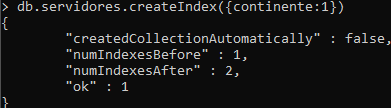 > db.servidores.createIndex({continente:1})
{
"createdCollectionAutomatically" : false,
"numIndexesBefore" : 1,
"numIndexesAfter" : 2,
"ok" : 1
}